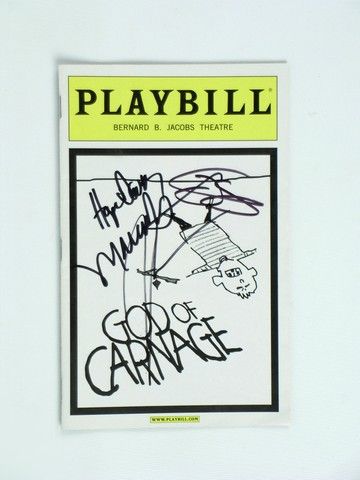 PLAYBILL®
BERNARD B. JACOBS THEATRE
GOD OF
CARNAGE
WWW.PLAYBILL.COM